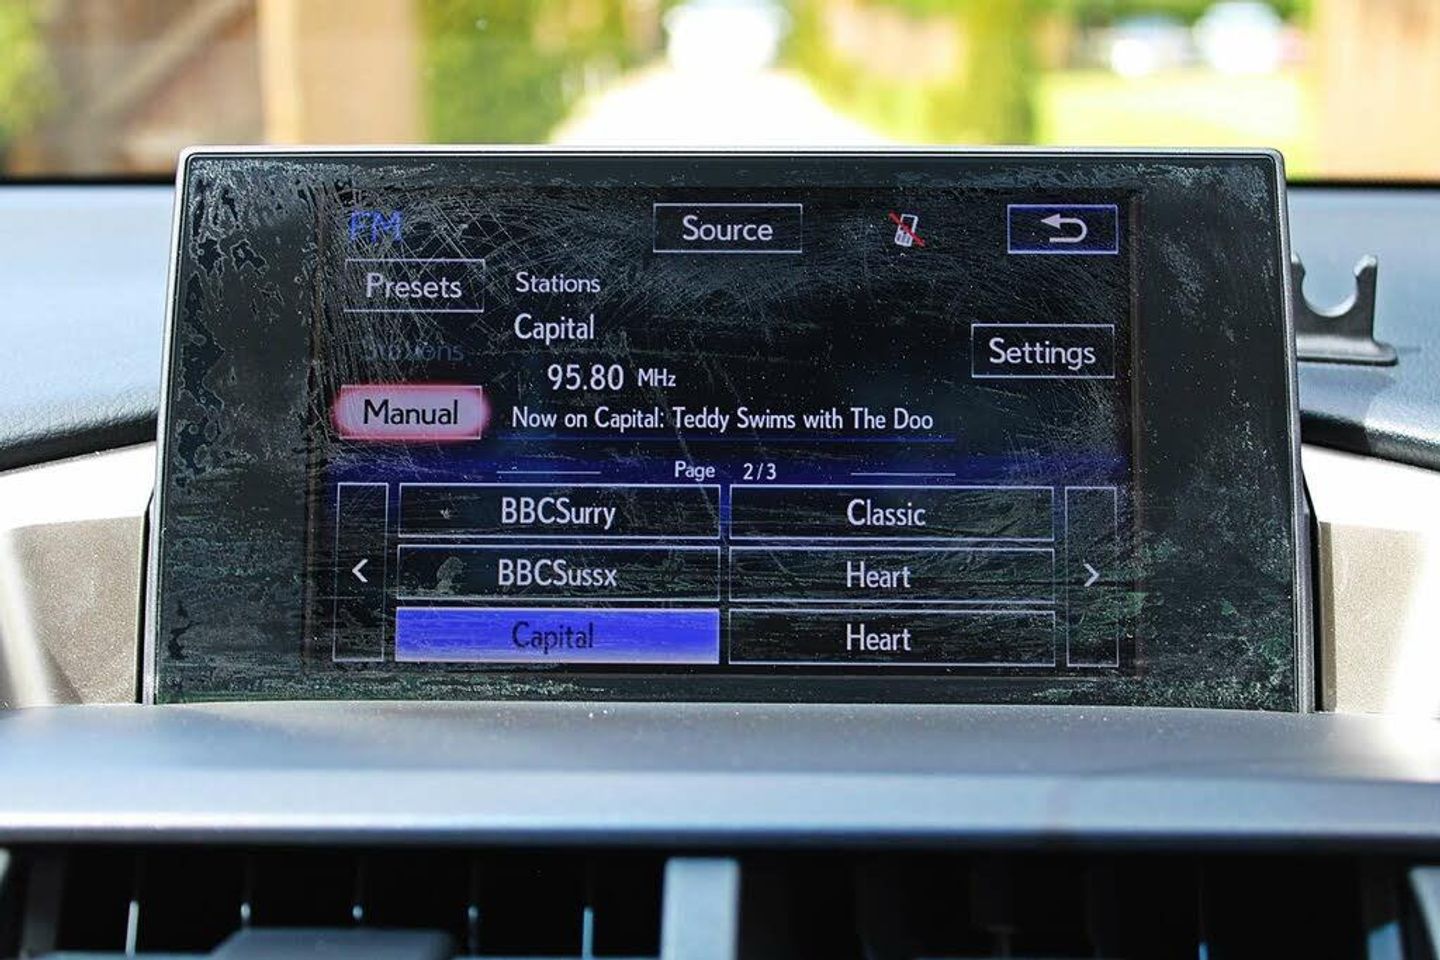 FM
Source
Presets
Stations
Capital
Stations
Settings
95.80 MHz
Manual
Now on Capital: Teddy Swims with The Doo
Page 2/3
BBCSurry
Classic
BBCSussx
Heart
Capital
Heart